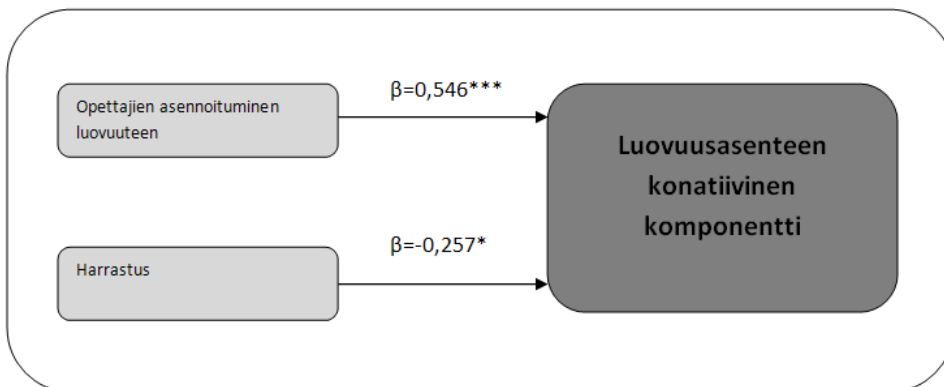 Opettajien asennoituminen
luovuuteen
β=0,546***
Luovuusasenteen
konatiivinen
komponentti
Harrastus
β=-0,257*